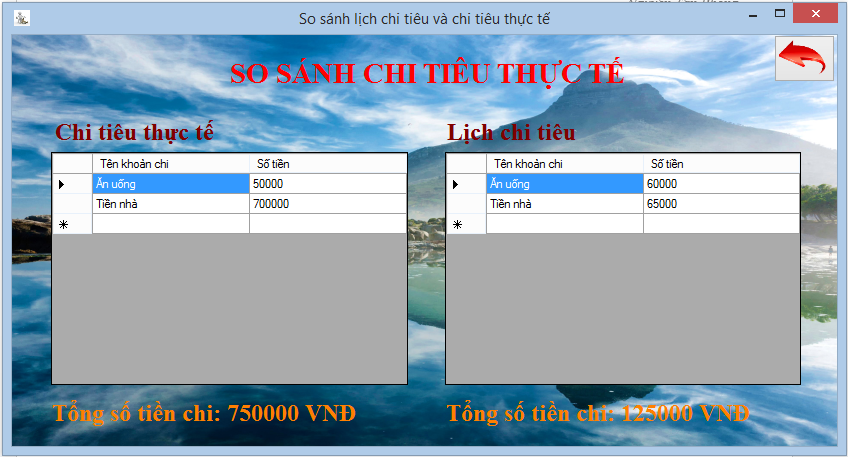 So sánh lịch chi tiêu và chi tiêu thực tế
SO SÁNH CHI TIÊU THỰC TẾ
Chi tiêu thực tế
Tên khoản chi Số tiền
Ăn uống 50000
Tiền nhà 700000
Tổng số tiền chi: 750000 VNĐ
Lịch chi tiêu
Tên khoản chi Số tiền
Ăn uống 60000
Tiền nhà 65000
Tổng số tiền chi: 125000 VNĐ